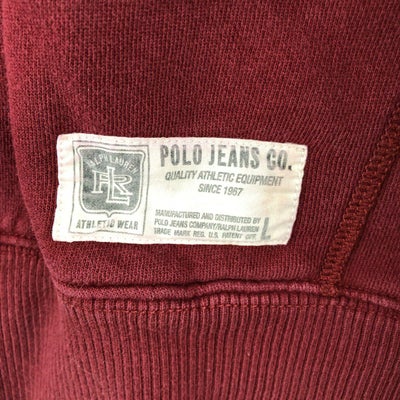 RALPH LAUREN
RL
ATHLETIC WEAR
POLO JEANS CO.
QUALITY ATHLETIC EQUIPMENT
SINCE 1967
MANUFACTURED AND DISTRIBUTED BY
POLO JEANS COMPANY/RALPH LAUREN
TRADE MARK REG. U.S. PATENT OFF.
L